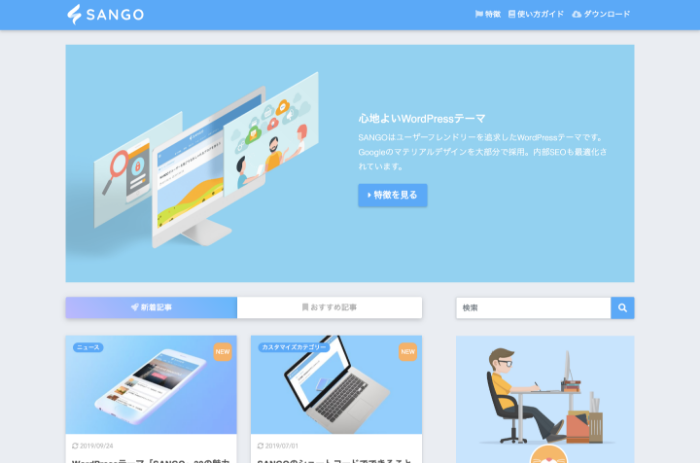 SANGO
特徴 使い方ガイド ダウンロード
心地よいWordPressテーマ
SANGOはユーザーフレンドリーを追求したWordPressテーマです。
Googleのマテリアルデザインを大部分で採用。内部SEOも最適化さ
れています。
特徴を見る
新着記事 おすすめ記事
検索
ニュース NEW
カスタマイズカテゴリー NEW
2019/09/24
2019/07/01
WordPressテーマ「SANGO
SANGOのショートコードでできること